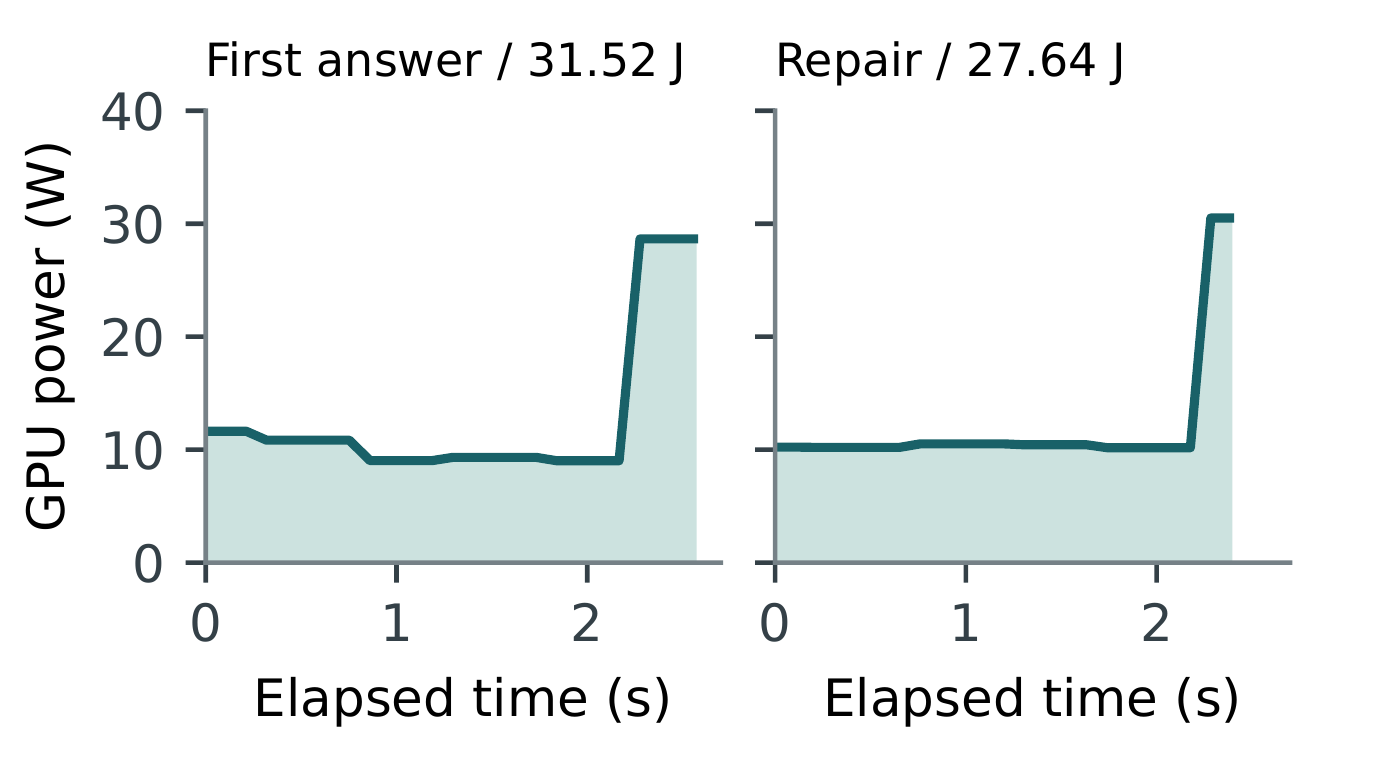 First answer / 31.52 J
Repair / 27.64 J
GPU power (W)
40
30
20
10
0
0 1 2
0 1 2
Elapsed time (s)
Elapsed time (s)